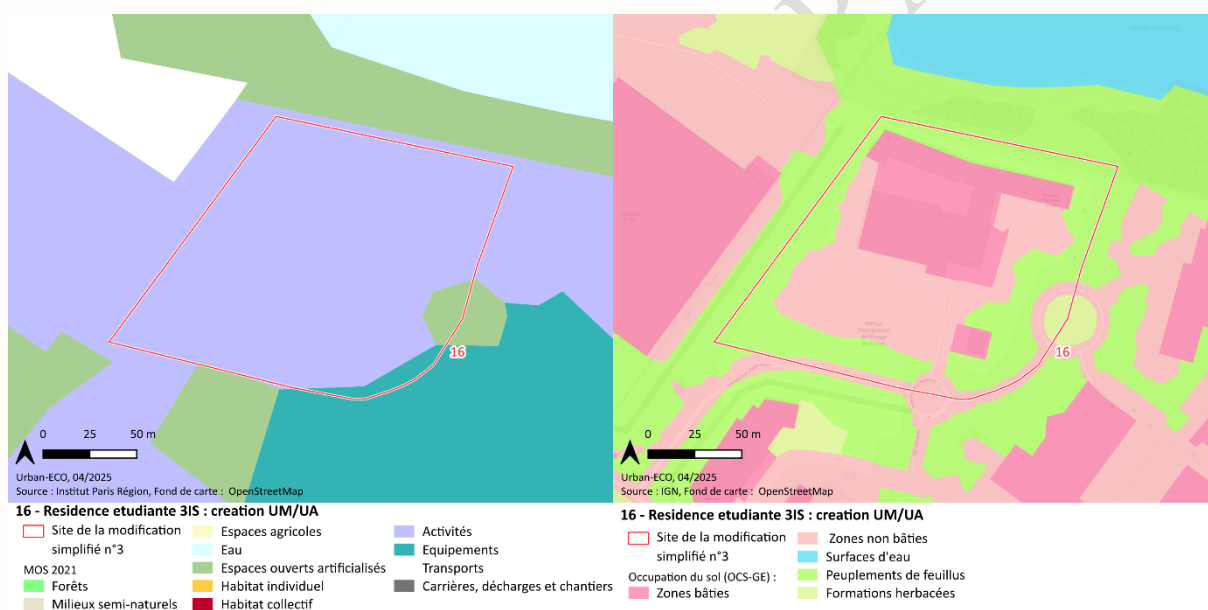 16
0 25 50 m
Urban-ECO, 04/2025
Source : Institut Paris Région, Fond de carte : OpenStreetMap
16 - Residence etudiante 3IS : creation UM/UA
Site de la modification
simplifié n°3
MOS 2021
Forêts
Milieux semi-naturels
Espaces agricoles
Eau
Espaces ouverts artificialisés
Habitat individuel
Habitat collectif
Activités
Equipements
Transports
Carrières, décharges et chantiers
16
0 25 50 m
Urban-ECO, 04/2025
Source : IGN, Fond de carte : OpenStreetMap
16 - Residence etudiante 3IS : creation UM/UA
Site de la modification
simplifié n°3
Occupation du sol (OCS-GE) :
Zones bâties
Zones non bâties
Surfaces d'eau
Peuplements de feuillus
Formations herbacées